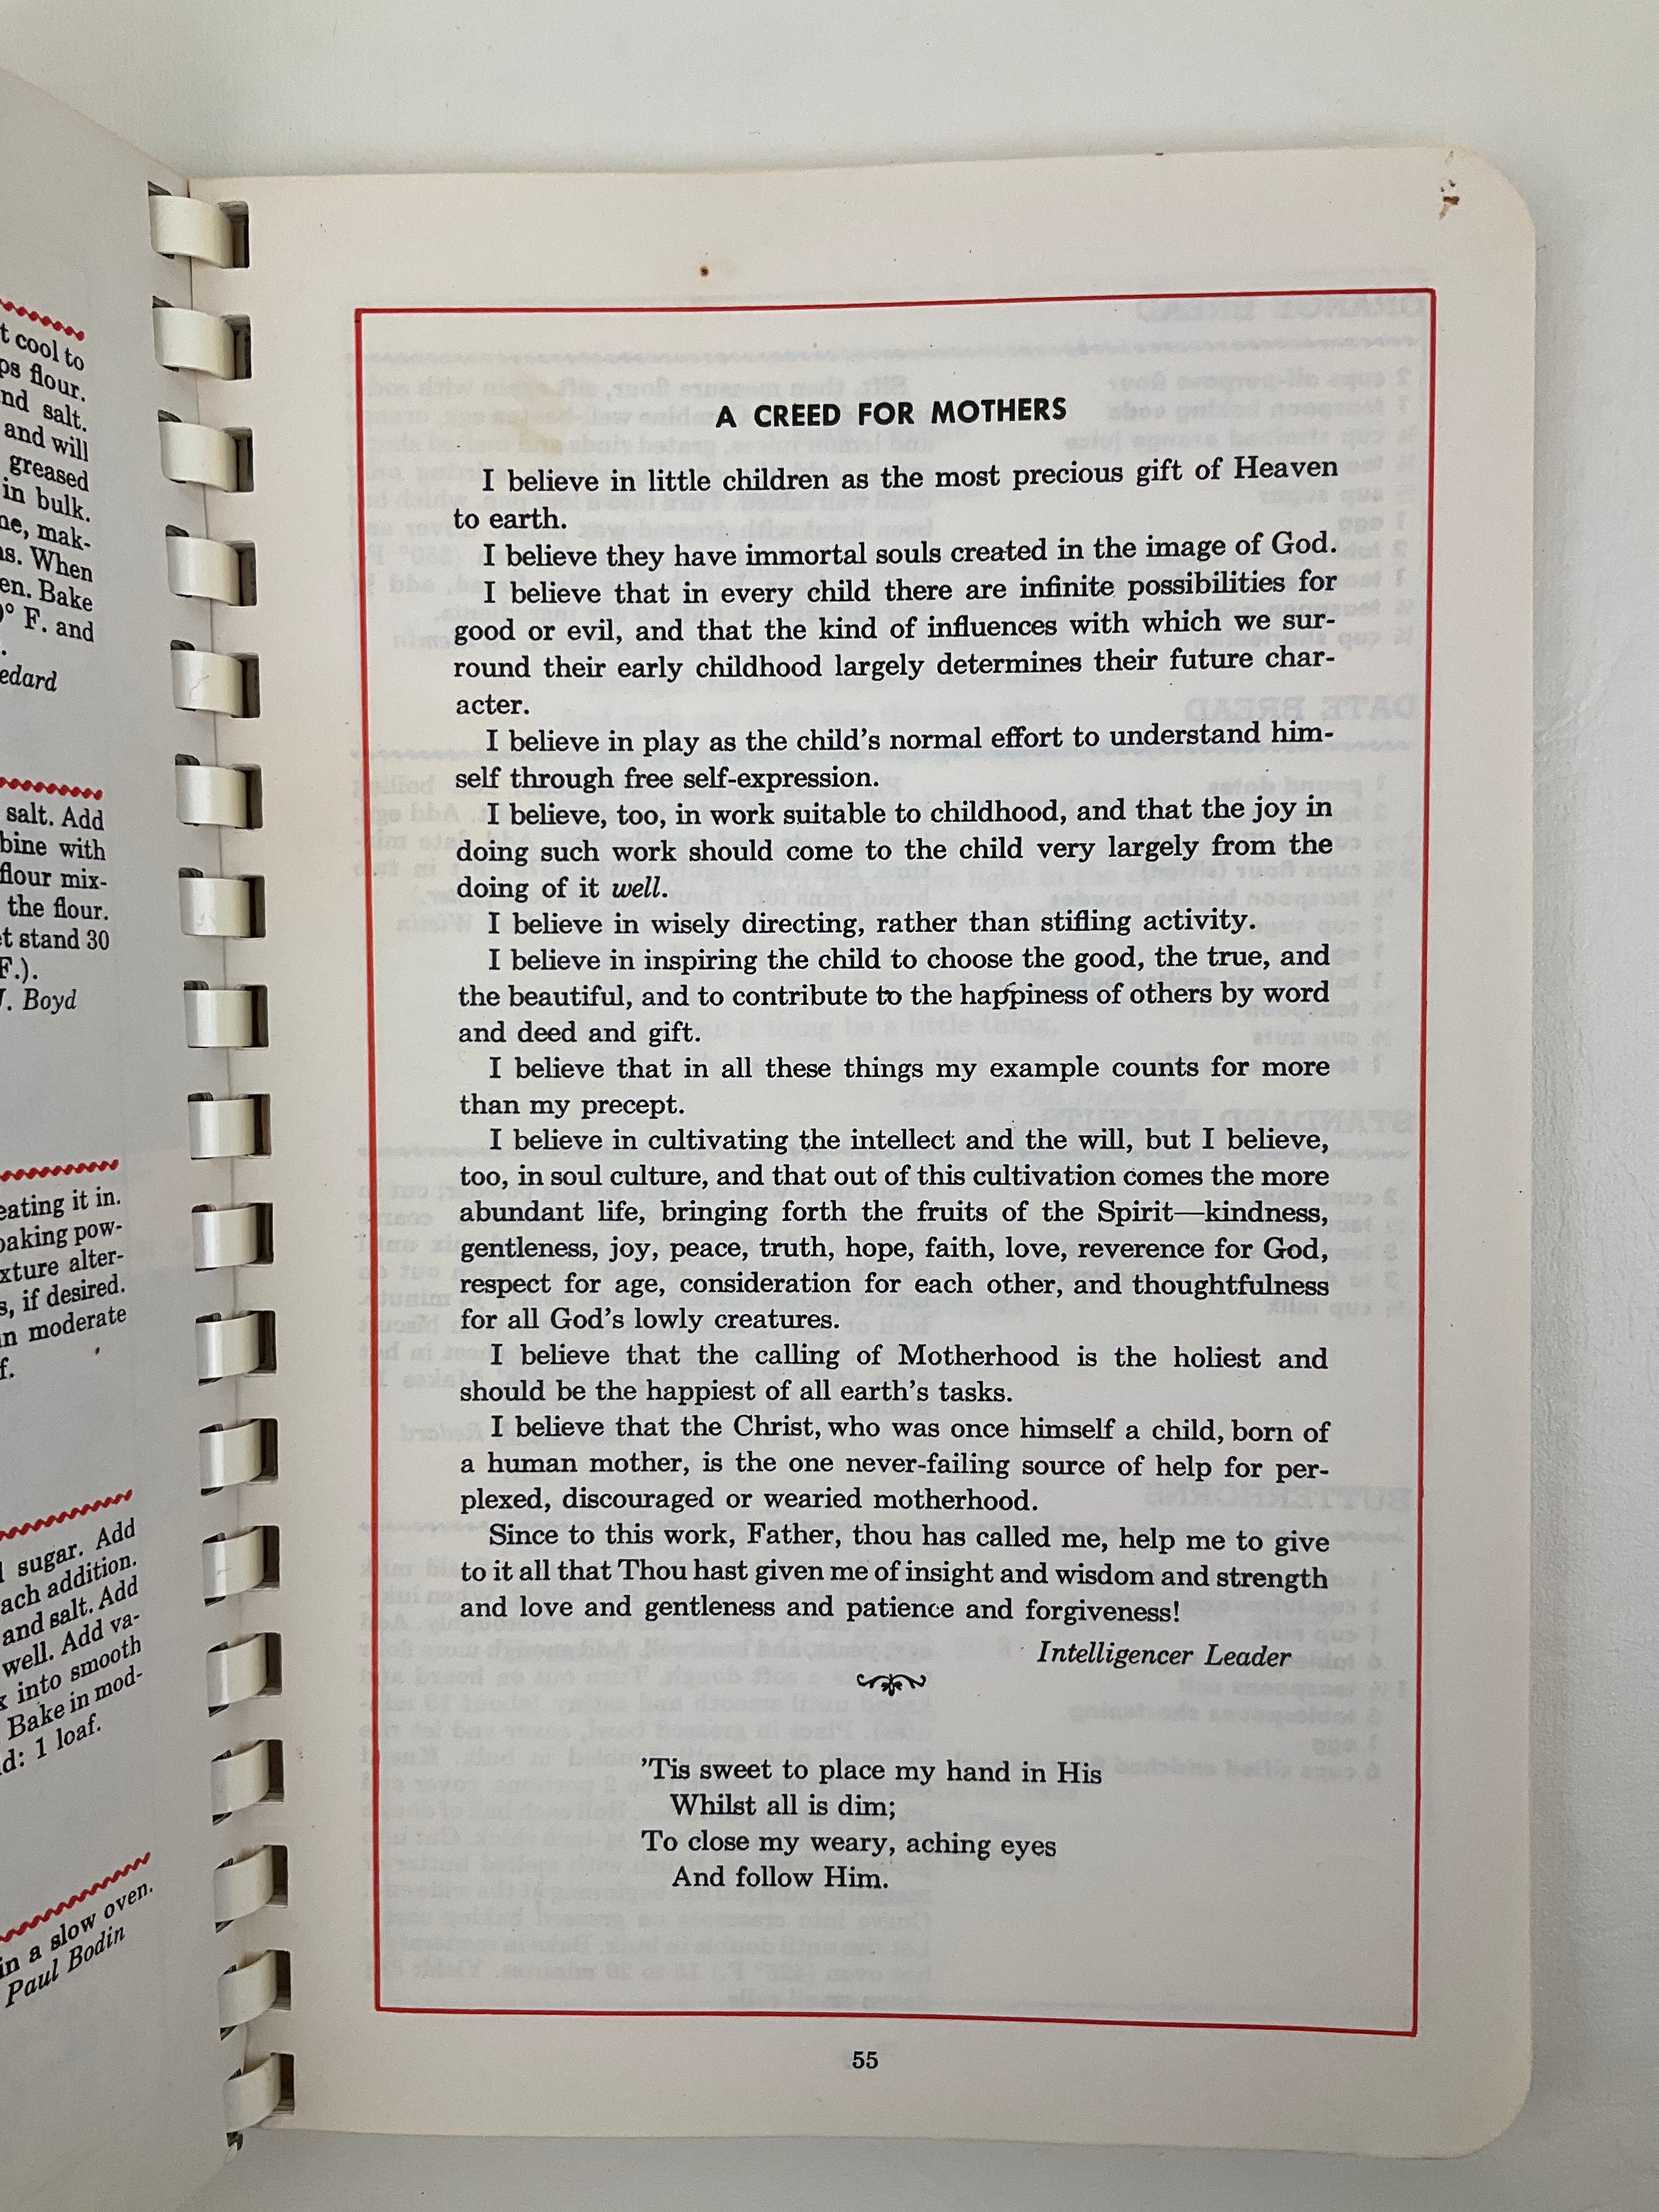 t cool to
ps flour.
nd salt.
and will
greased
in bulk.
ne, mak-
ns. When
en. Bake
0° F. and
edard
salt. Add
bine with
flour mix-
the flour.
et stand 30
F.).
J. Boyd
eating it in.
baking pow-
xture alter-
s, if desired.
in moderate
f.
l sugar. Add
ach addition.
and salt. Add
well. Add va-
x into smooth
Bake in mod-
d: 1 loaf.
in a slow oven.
Paul Bodin
A CREED FOR MOTHERS
I believe in little children as the most precious gift of Heaven
to earth.
I believe they have immortal souls created in the image of God.
I believe that in every child there are infinite possibilities for
good or evil, and that the kind of influences with which we sur-
round their early childhood largely determines their future char-
acter.
I believe in play as the child's normal effort to understand him-
self through free self-expression.
I believe, too, in work suitable to childhood, and that the joy in
doing such work should come to the child very largely from the
doing of it well.
I believe in wisely directing, rather than stifling activity.
I believe in inspiring the child to choose the good, the true, and
the beautiful, and to contribute to the happiness of others by word
and deed and gift.
I believe that in all these things my example counts for more
than my precept.
I believe in cultivating the intellect and the will, but I believe,
too, in soul culture, and that out of this cultivation comes the more
abundant life, bringing forth the fruits of the Spirit—kindness,
gentleness, joy, peace, truth, hope, faith, love, reverence for God,
respect for age, consideration for each other, and thoughtfulness
for all God's lowly creatures.
I believe that the calling of Motherhood is the holiest and
should be the happiest of all earth's tasks.
I believe that the Christ, who was once himself a child, born of
a human mother, is the one never-failing source of help for per-
plexed, discouraged or wearied motherhood.
Since to this work, Father, thou has called me, help me to give
to it all that Thou hast given me of insight and wisdom and strength
and love and gentleness and patience and forgiveness!
Intelligencer Leader
'Tis sweet to place my hand in His
Whilst all is dim;
To close my weary, aching eyes
And follow Him.
55